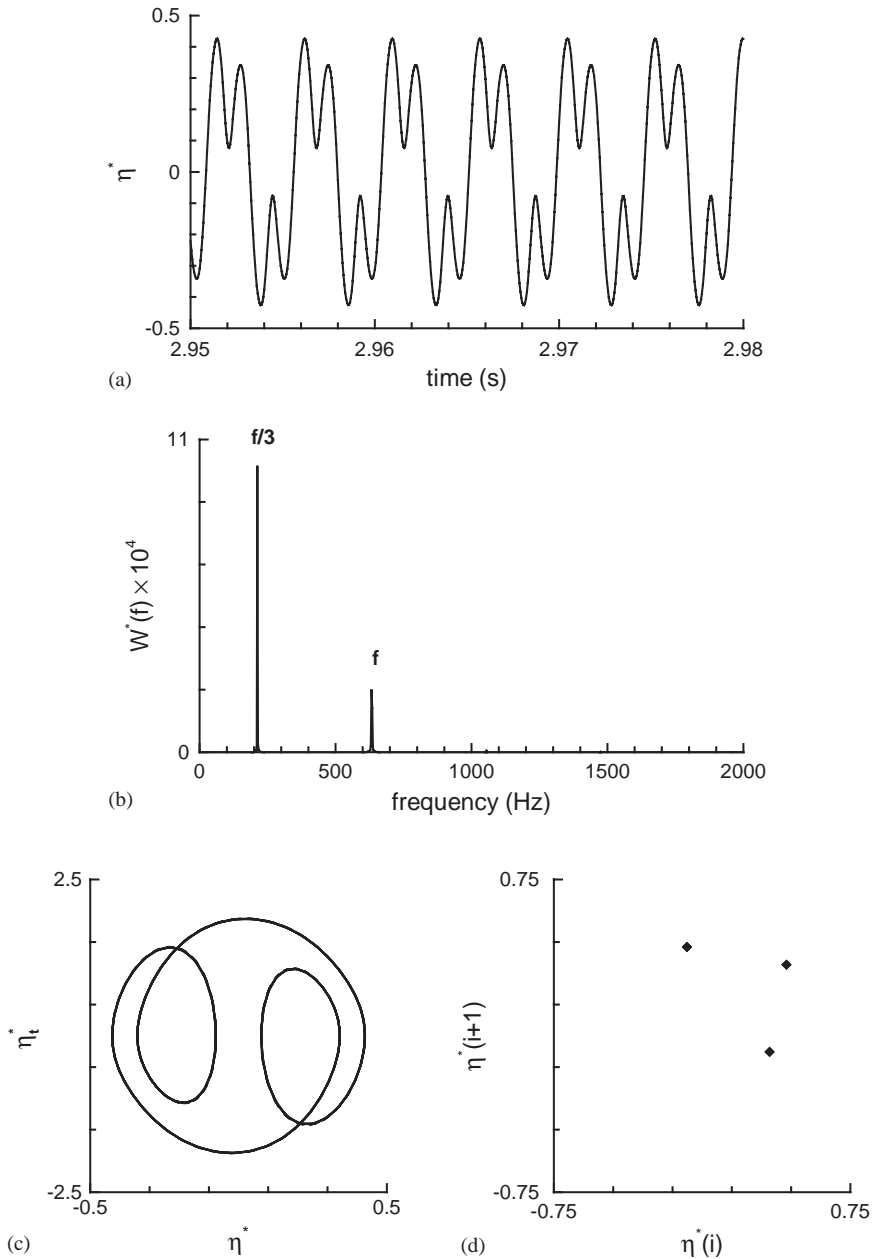 0.5
η*
0
-0.5
2.95
2.96
2.97
2.98
(a)
time (s)
11
f/3
W*(f) × 10⁴
f
0
0
500
1000
1500
2000
(b)
frequency (Hz)
2.5
ηₜ*
-2.5
-0.5
0.5
(c)
η*
0.75
η*(i+1)
-0.75
-0.75
0.75
(d)
η*(i)